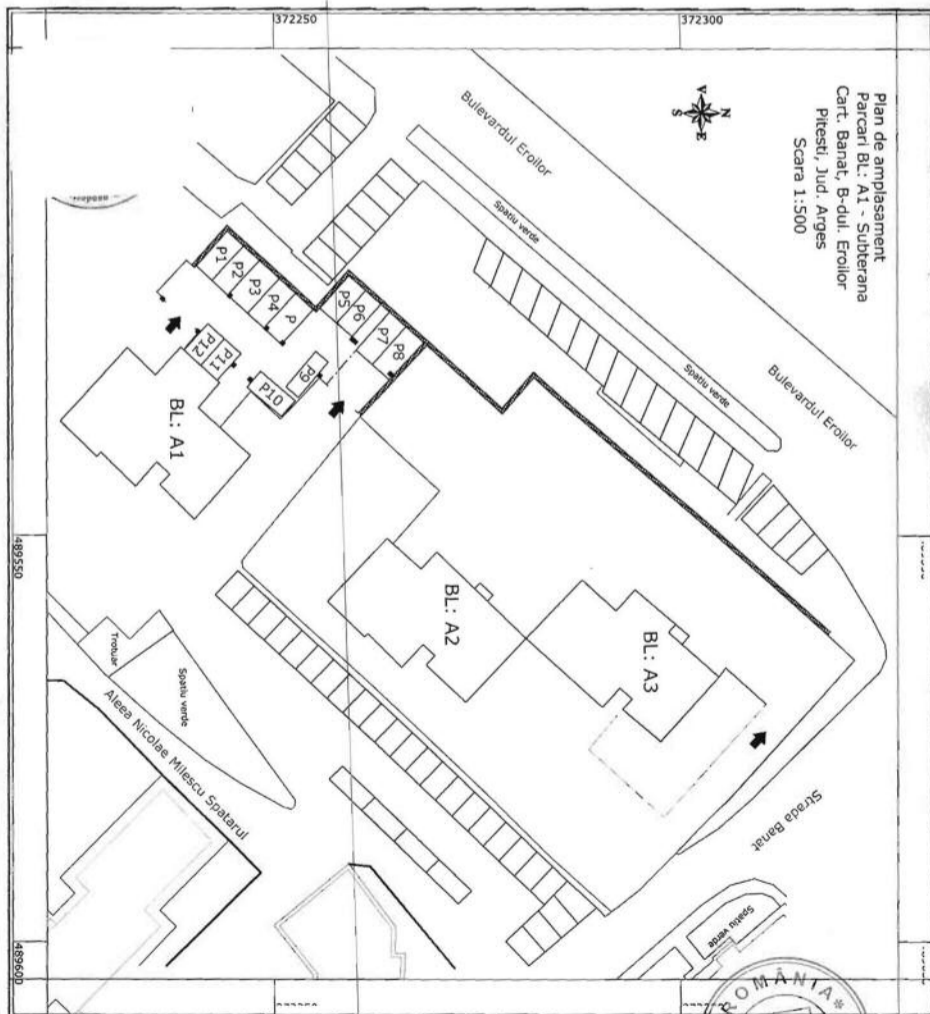 372250
372300
Plan de amplasament
Parcari BL: A1 - Subterana
Cart. Banat, B-dul. Eroilor
Pitesti, Jud. Arges
Scara 1:500
N
V
E
S
Bulevardul Eroilor
Spatiu verde
Spatiu verde
Bulevardul Eroilor
P1
P2
P3
P4
P
P5
P6
P7
P8
P9
P10
P11
P12
BL: A1
BL: A2
BL: A3
489550
Trotuar
Spatiu verde
Aleea Nicolae Milescu Spatarul
Strada Banat
Spatiu verde
489600
ROMÂNIA*